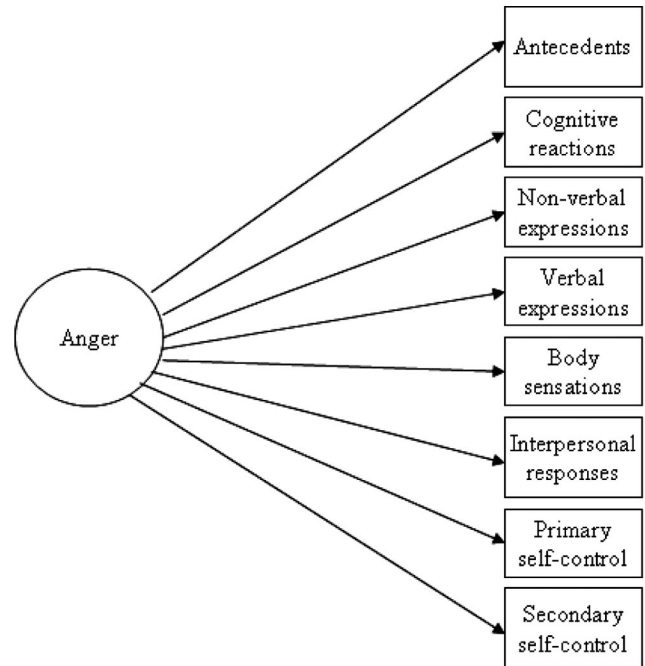 Antecedents
Cognitive
reactions
Non-verbal
expressions
Verbal
expressions
Anger
Body
sensations
Interpersonal
responses
Primary
self-control
Secondary
self-control